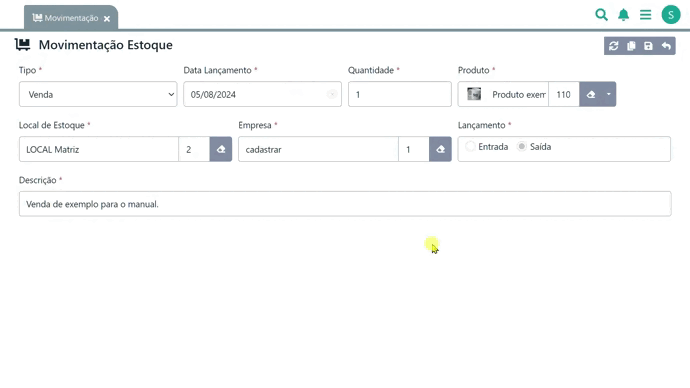 Movimentação
S
Movimentação Estoque
Tipo * Data Lançamento * Quantidade * Produto *
Venda 05/08/2024 1 Produto exem 110
Local de Estoque * Empresa * Lançamento *
LOCAL Matriz 2 cadastrar 1 Entrada Saída
Descrição *
Venda de exemplo para o manual.